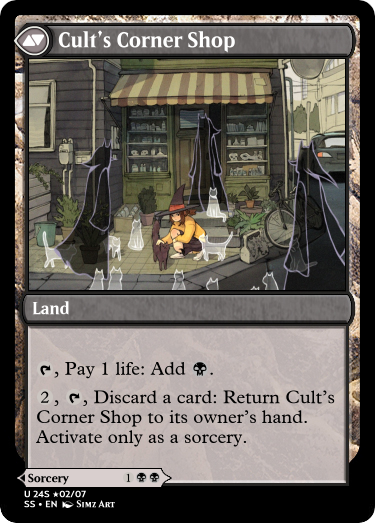 Cult's Corner Shop
Land
, Pay 1 life: Add .
2 , , Discard a card: Return Cult's
Corner Shop to its owner's hand.
Activate only as a sorcery.
Sorcery 1
U 245 ★02/07
SS • EN Simz Art